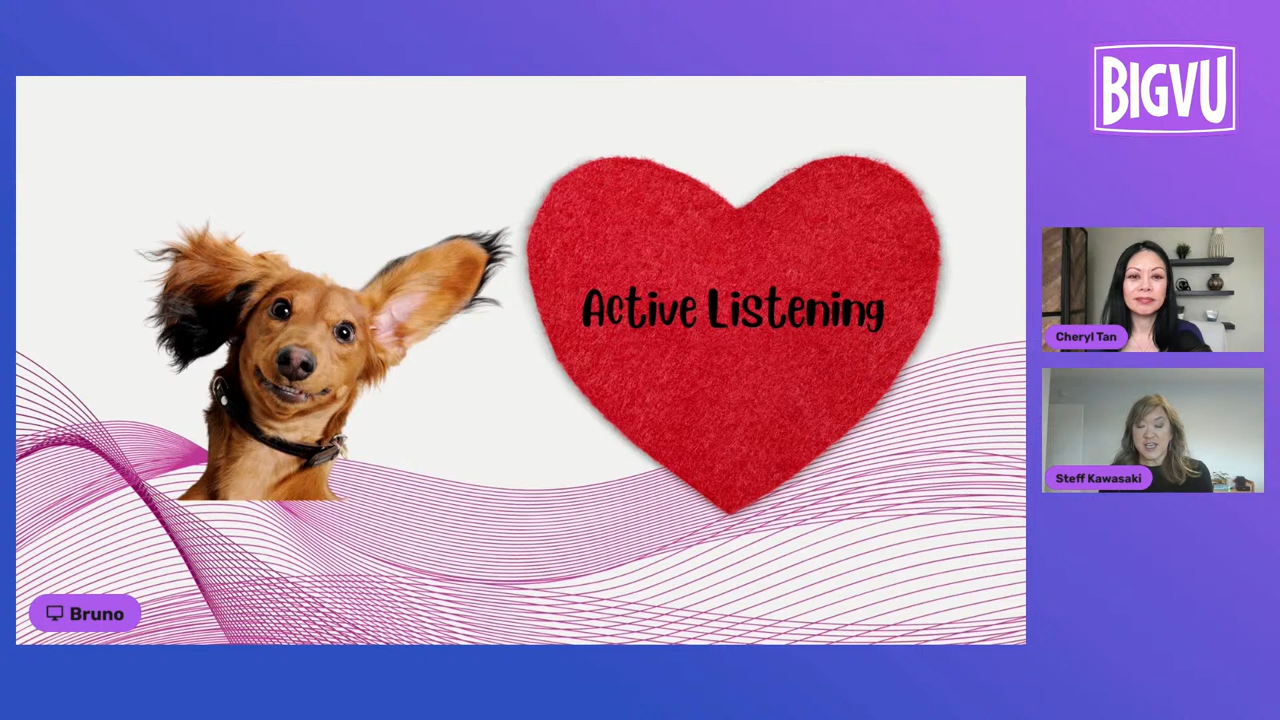 BIGVU
Active Listening
Cheryl Tan
Steff Kawasaki
Bruno